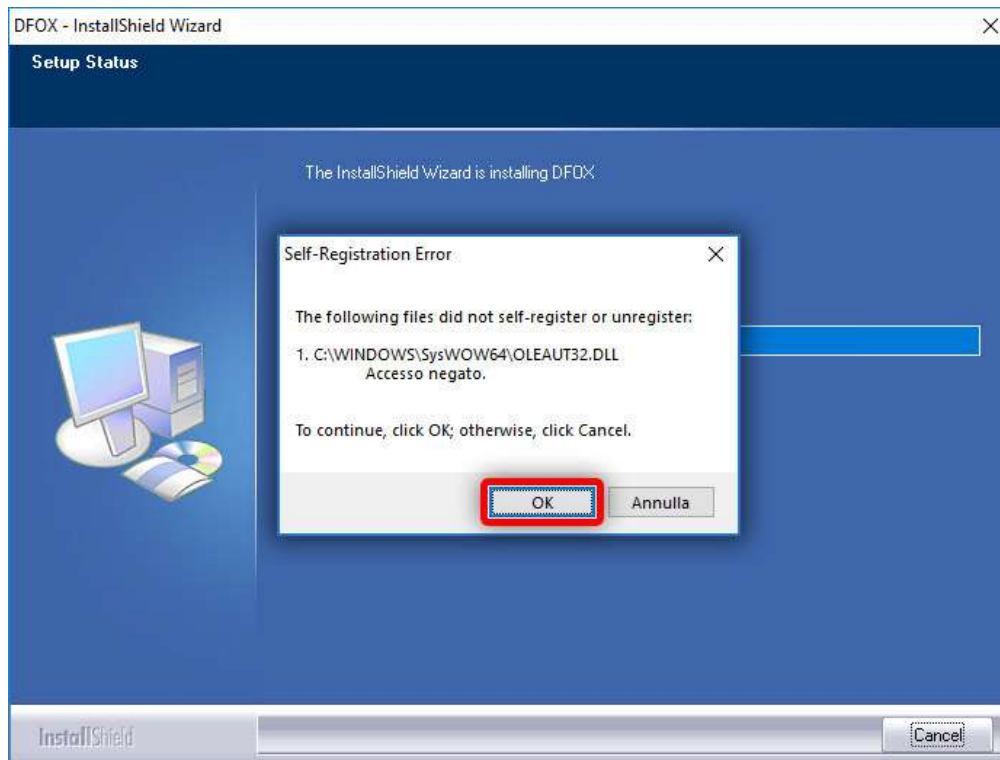 DFOX - InstallShield Wizard
Setup Status
The InstallShield Wizard is installing DFOX
Self-Registration Error
The following files did not self-register or unregister:
1. C:\WINDOWS\SysWOW64\OLEAUT32.DLL
Accesso negato.
To continue, click OK; otherwise, click Cancel.
OK
Annulla
InstallShield
Cancel